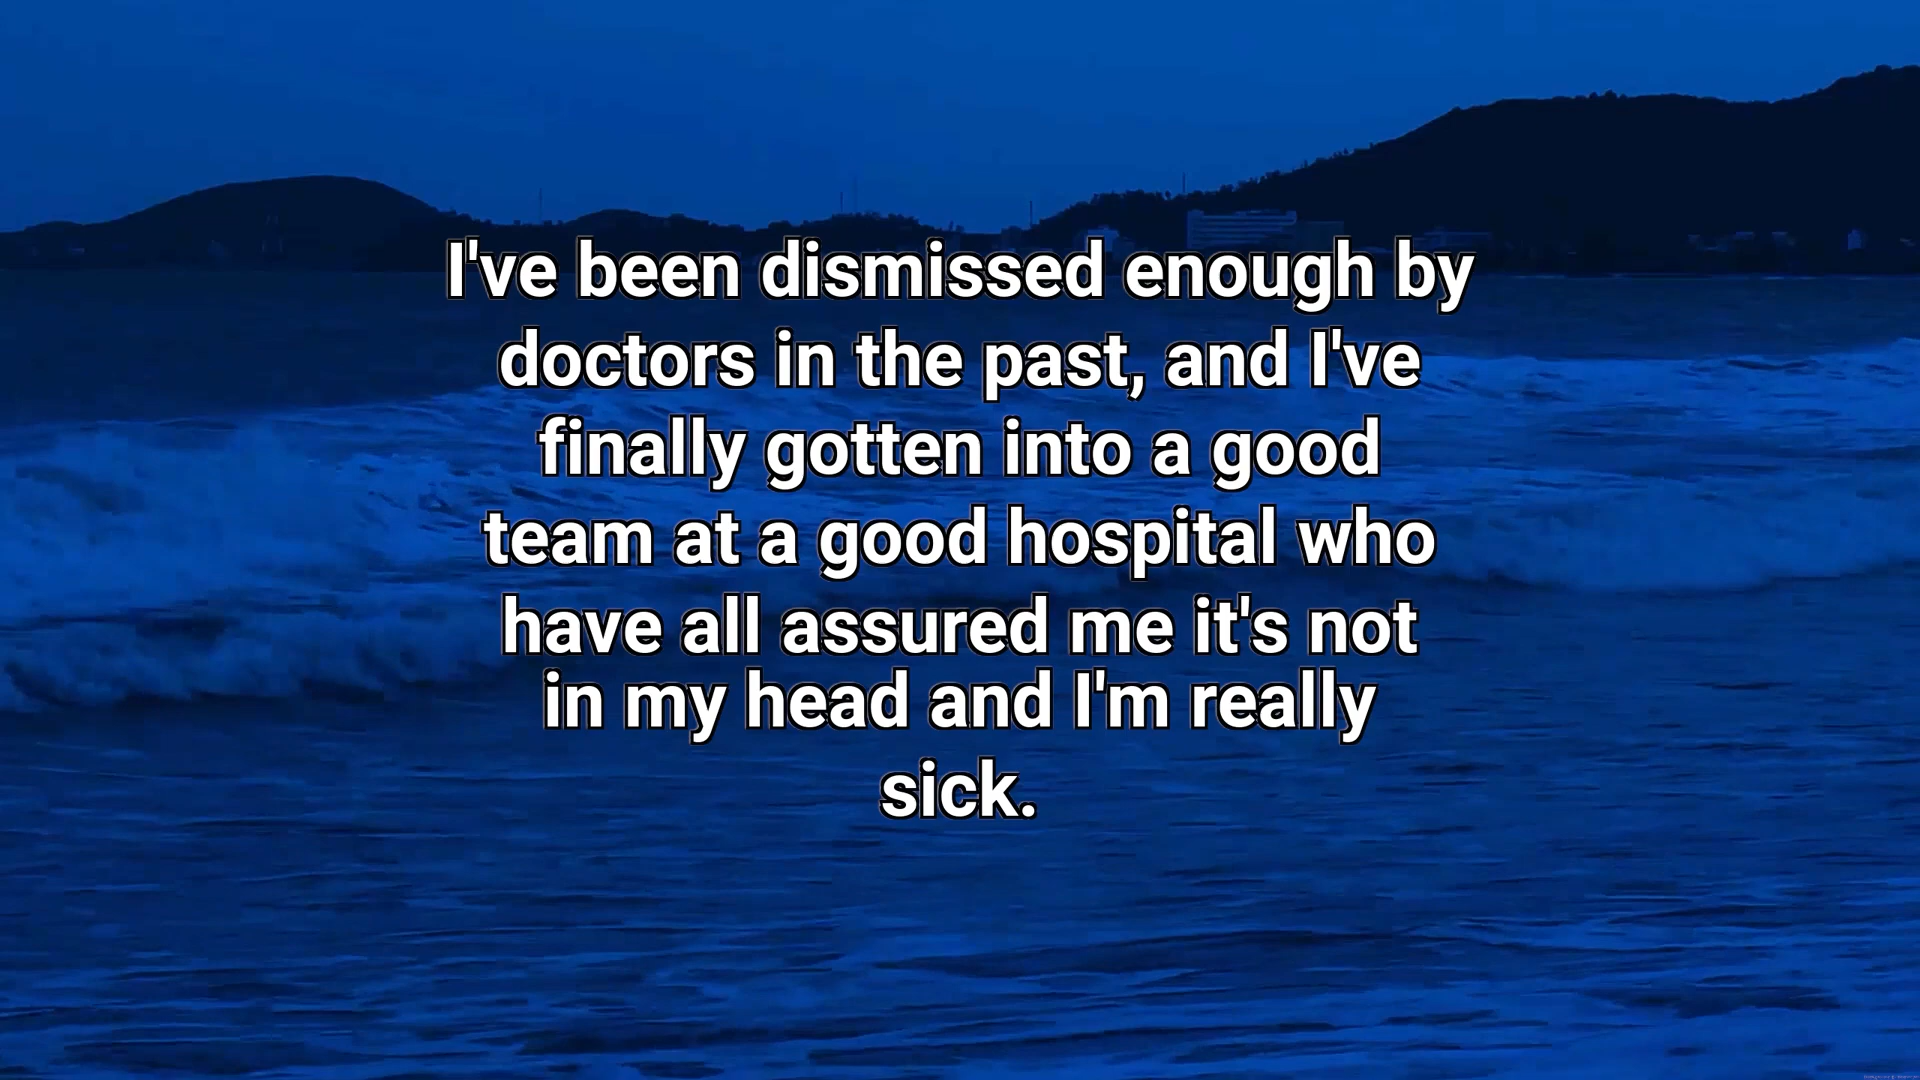 I've been dismissed enough by
doctors in the past, and I've
finally gotten into a good
team at a good hospital who
have all assured me it's not
in my head and I'm really
sick.